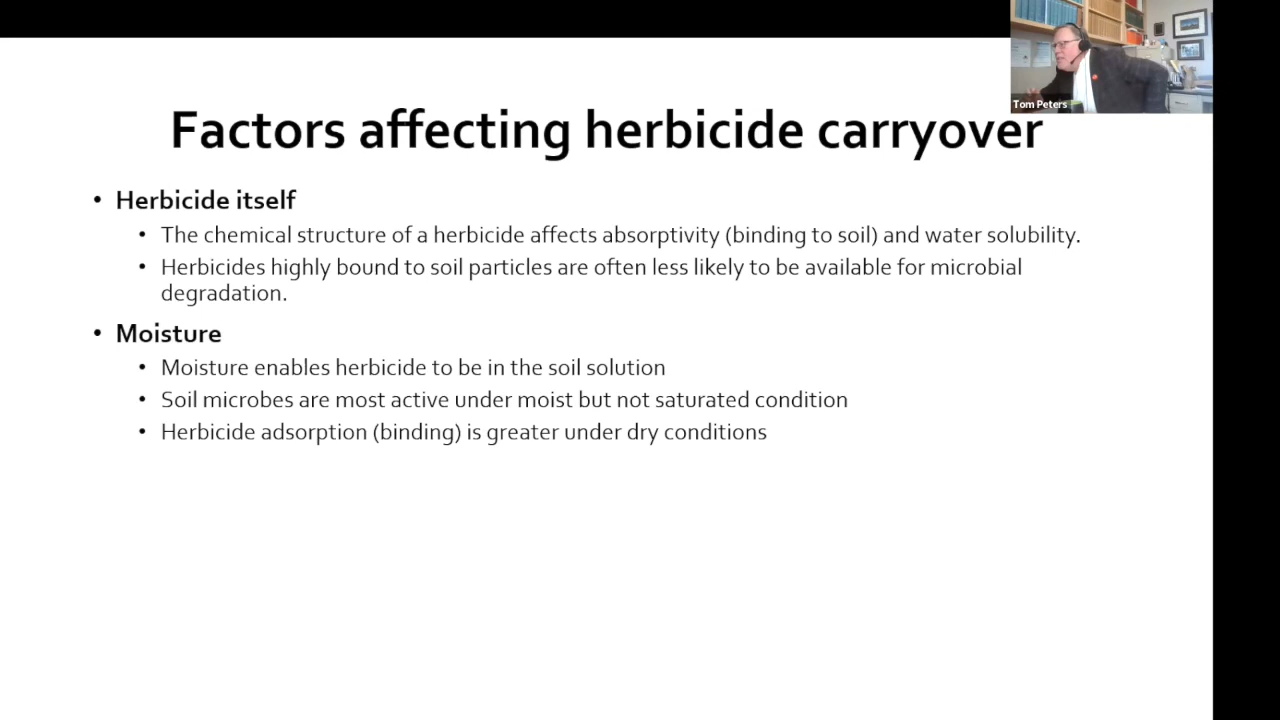 Tom Peters
Factors affecting herbicide carryover
• Herbicide itself
• The chemical structure of a herbicide affects absorptivity (binding to soil) and water solubility.
• Herbicides highly bound to soil particles are often less likely to be available for microbial
degradation.
• Moisture
• Moisture enables herbicide to be in the soil solution
• Soil microbes are most active under moist but not saturated condition
• Herbicide adsorption (binding) is greater under dry conditions